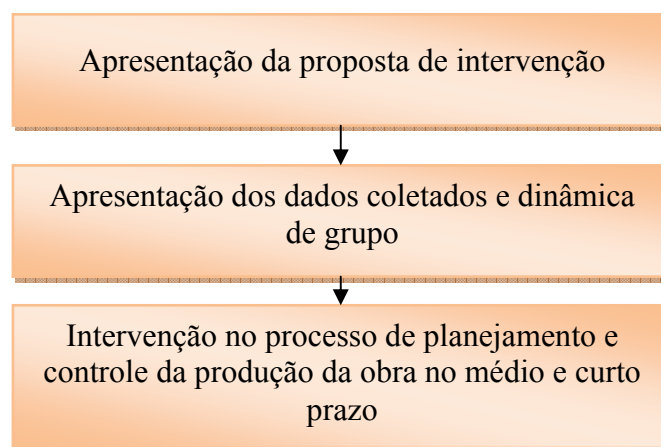 Apresentação da proposta de intervenção
Apresentação dos dados coletados e dinâmica
de grupo
Intervenção no processo de planejamento e
controle da produção da obra no médio e curto
prazo